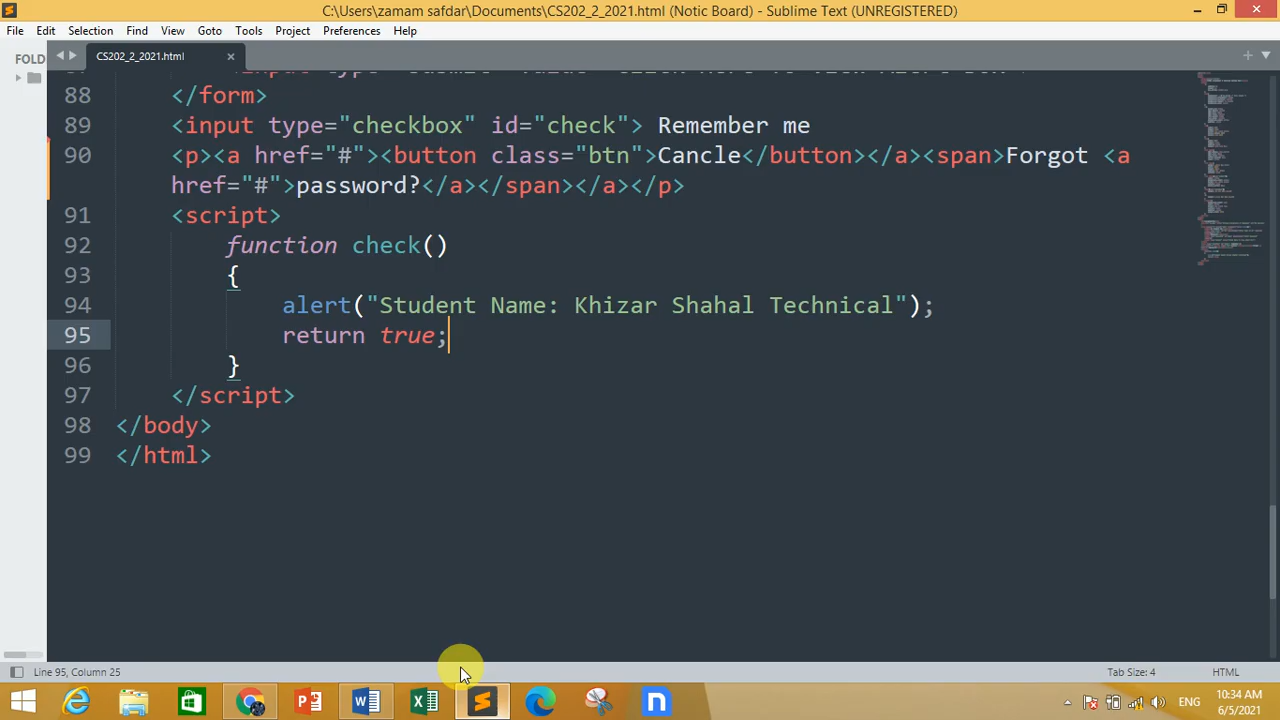 C:\Users\zamam safdar\Documents\CS202_2_2021.html (Notic Board) - Sublime Text (UNREGISTERED)
File Edit Selection Find View Goto Tools Project Preferences Help
FOLD
CS202_2_2021.html
88 </form>
89 <input type="checkbox" id="check"> Remember me
90 <p><a href="#"><button class="btn">Cancle</button></a><span>Forgot <a
href="#">password?</a></span></a></p>
91 <script>
92 function check()
93 {
94 alert("Student Name: Khizar Shahal Technical");
95 return true;
96 }
97 </script>
98 </body>
99 </html>
Line 95, Column 25
Tab Size: 4
HTML
ENG
10:34 AM
6/5/2021